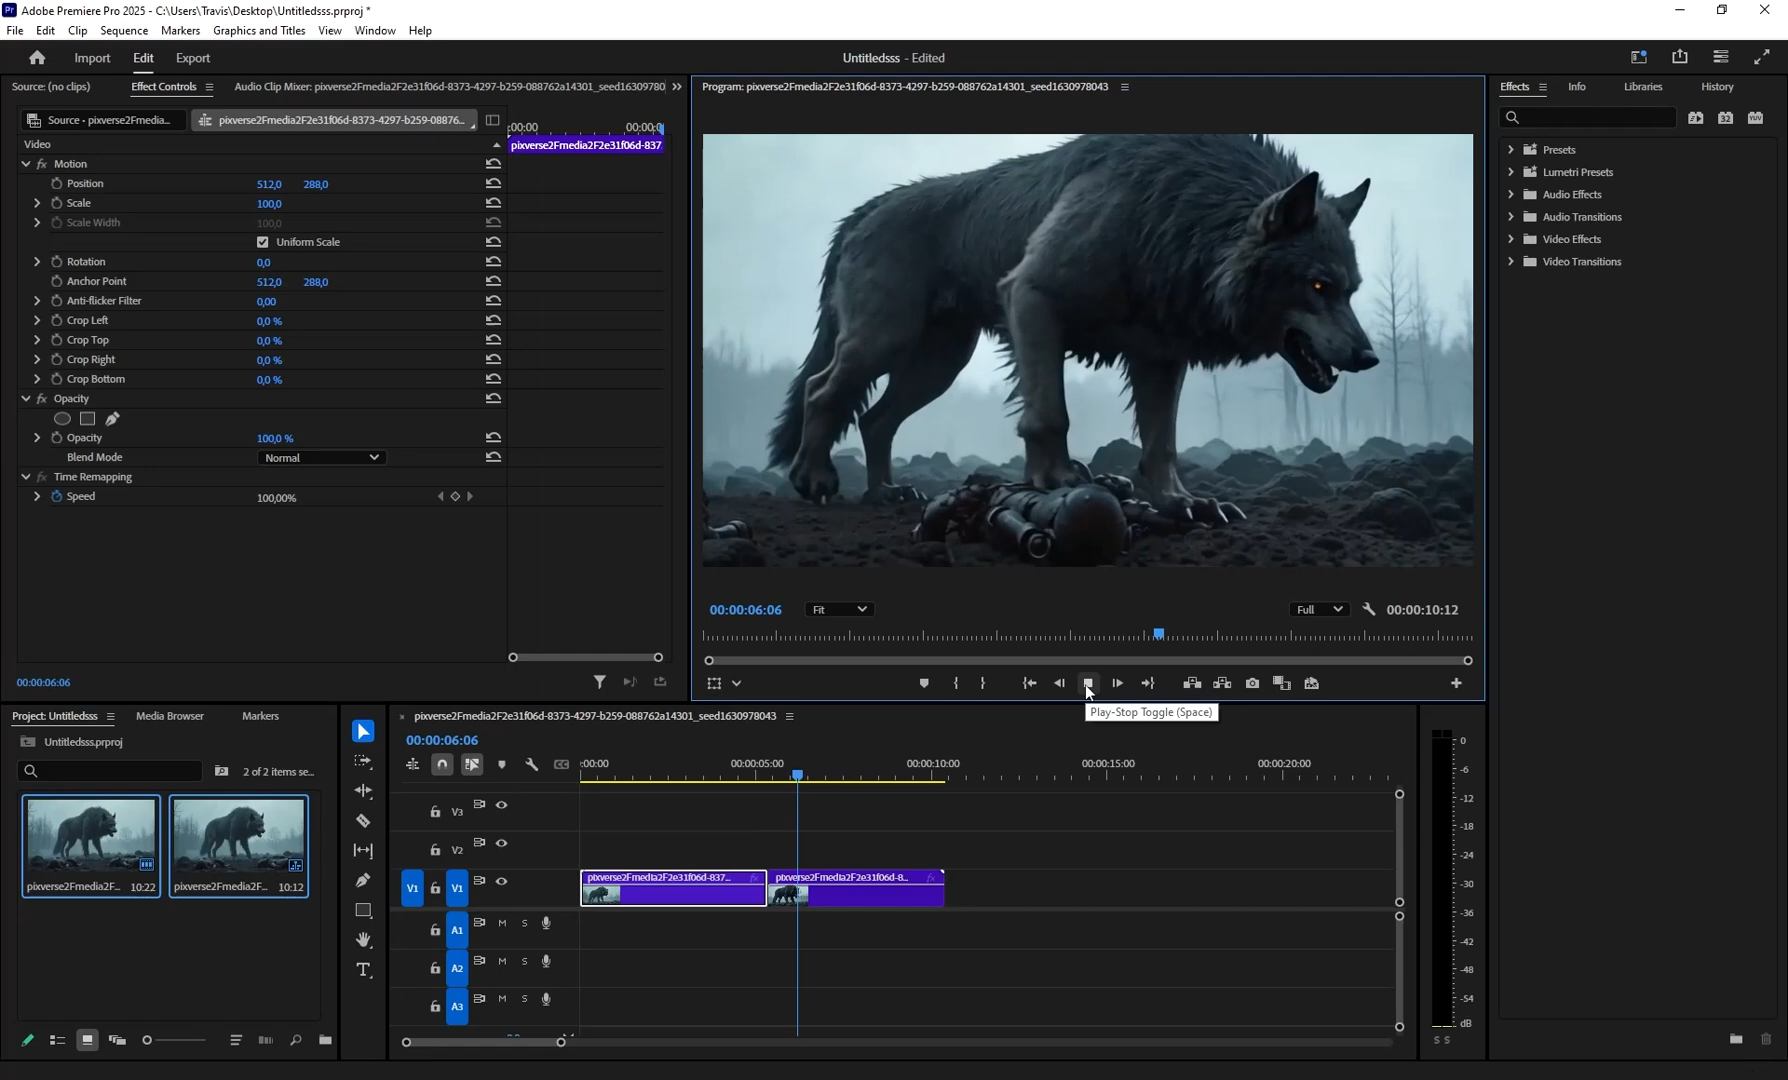 Pr Adobe Premiere Pro 2025 - C:\Users\Travis\Desktop\Untitledsss.prproj *
File Edit Clip Sequence Markers Graphics and Titles View Window Help
Import Edit Export
Untitledsss - Edited
Source: (no clips)
Effect Controls
Audio Clip Mixer: pixverse2Fmedia2F2e31f06d-8373-4297-b259-088762a14301_seed16309780
Program: pixverse2Fmedia2F2e31f06d-8373-4297-b259-088762a14301_seed1630978043
Effects Info Libraries History
Source • pixverse2Fmedia...
pixverse2Fmedia2F2e31f06d-8373-4297-b259-08876...
:00:00 00:00:0
Video
pixverse2Fmedia2F2e31f06d-837
fx Motion
Position 512,0 288,0
Scale 100,0
Scale Width 100,0
Uniform Scale
Rotation 0,0
Anchor Point 512,0 288,0
Anti-flicker Filter 0,00
Crop Left 0,0 %
Crop Top 0,0 %
Crop Right 0,0 %
Crop Bottom 0,0 %
fx Opacity
Opacity 100,0 %
Blend Mode Normal
fx Time Remapping
Speed 100,00%
00:00:06:06
32 YUV
Presets
Lumetri Presets
Audio Effects
Audio Transitions
Video Effects
Video Transitions
00:00:06:06 Fit Full 00:00:10:12
Play-Stop Toggle (Space)
Project: Untitledsss Media Browser Markers
Untitledsss.prproj
2 of 2 items se...
pixverse2Fmedia2F... 10:22
pixverse2Fmedia2F... 10:12
× pixverse2Fmedia2F2e31f06d-8373-4297-b259-088762a14301_seed1630978043
00:00:06:06
CC
:00:00 00:00:05:00 00:00:10:00 00:00:15:00 00:00:20:00
V3
V2
V1 V1
pixverse2Fmedia2F2e31f06d-837... fx
pixverse2Fmedia2F2e31f06d-8... fx
A1 M S
A2 M S
A3 M S
T
0
-6
-12
-18
-24
-30
-36
-42
-48
-54
dB
S S